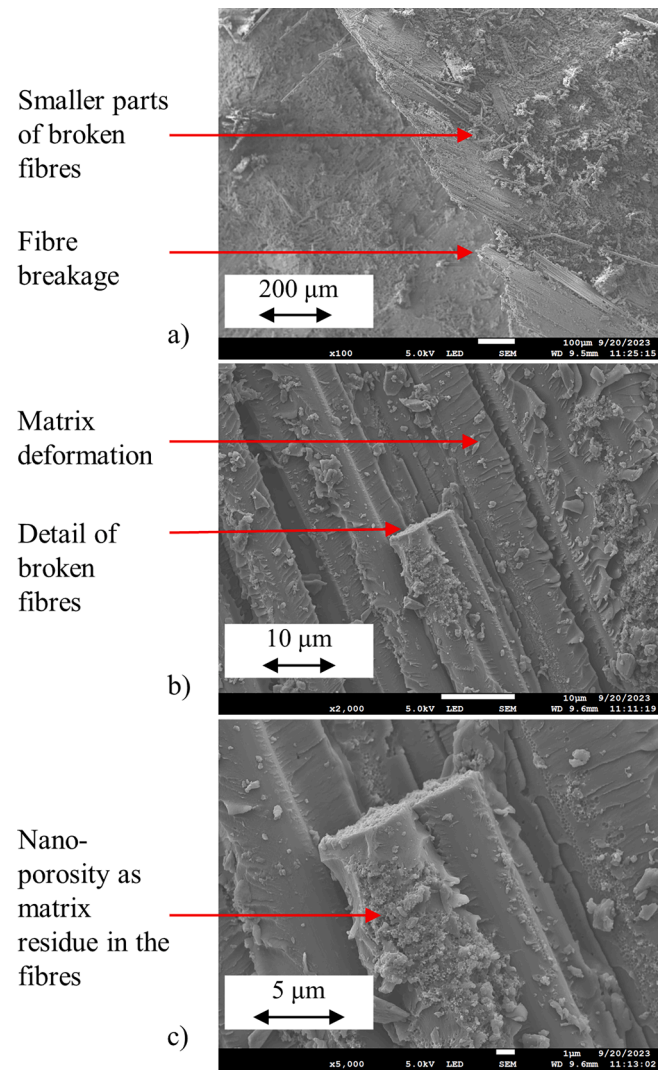 Smaller parts
of broken
fibres
Fibre
breakage
200 μm
a)
100μm 9/20/2023
x100 5.0kV LED SEM WD 9.5mm 11:25:15
Matrix
deformation
Detail of
broken
fibres
10 μm
b)
10μm 9/20/2023
x2,000 5.0kV LED SEM WD 9.6mm 11:11:19
Nano-
porosity as
matrix
residue in the
fibres
5 μm
c)
1μm 9/20/2023
x5,000 5.0kV LED SEM WD 9.6mm 11:13:02